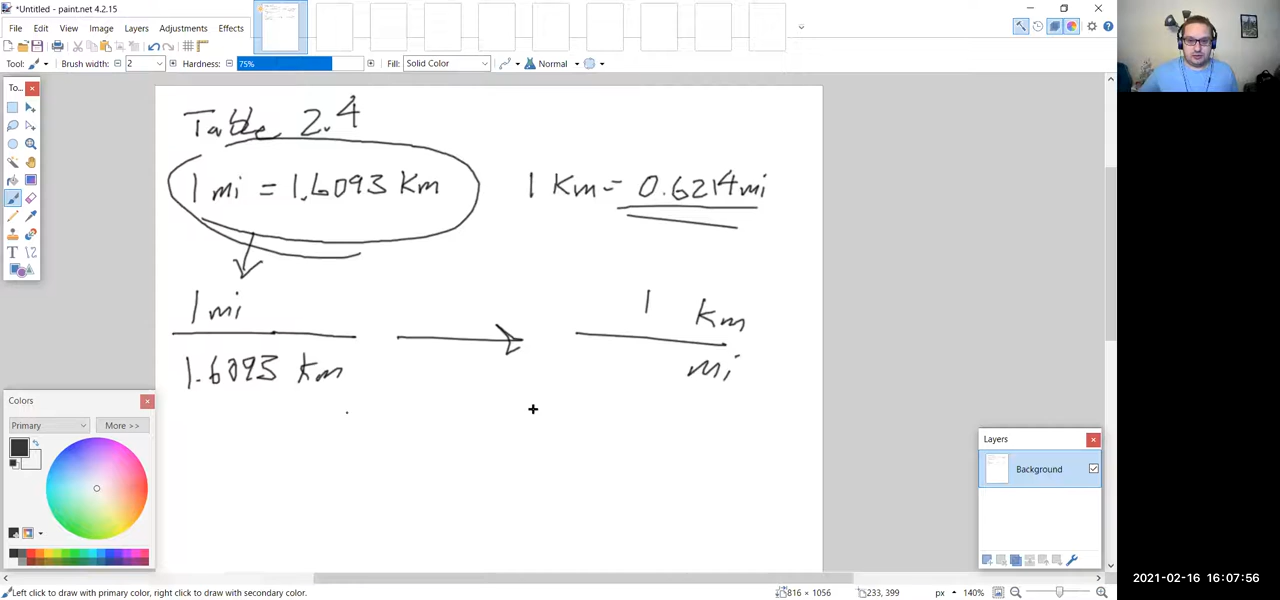 *Untitled - paint.net 4.2.15
File Edit View Image Layers Adjustments Effects
Tool: Brush width: 2 Hardness: 75% Fill: Solid Color Normal
To...
Table 2.4
1 mi = 1.6093 Km
1 Km = 0.6214 mi
1 mi
1.6093 Km
1 Km
mi
Colors
Primary More >>
Layers
Background
Left click to draw with primary color, right click to draw with secondary color.
816 × 1056 233, 399 px 140%
2021-02-16 16:07:56